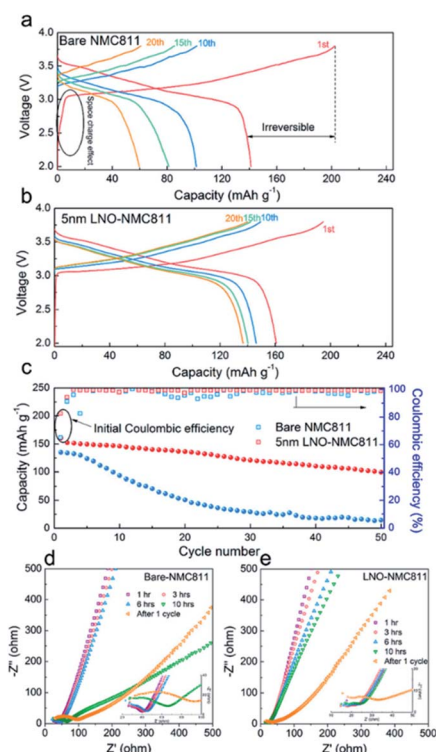 a
Bare NMC811
20th 15th 10th 1st
Space charge effect
Irreversible
Voltage (V)
4.0
3.5
3.0
2.5
2.0
0 40 80 120 160 200 240
Capacity (mAh g⁻¹)
b
5nm LNO-NMC811
20th 15th 10th 1st
Voltage (V)
4.0
3.5
3.0
2.5
2.0
0 40 80 120 160 200 240
Capacity (mAh g⁻¹)
c
Initial Coulombic efficiency
Bare NMC811
5nm LNO-NMC811
Capacity (mAh g⁻¹)
250
200
150
100
50
0
Coulombic efficiency (%)
100
80
60
40
20
0
0 10 20 30 40 50
Cycle number
d
Bare-NMC811
1 hr 3 hrs
6 hrs 10 hrs
After 1 cycle
-Z'' (ohm)
500
400
300
200
100
0
0 100 200 300 400 500
Z' (ohm)
e
LNO-NMC811
1 hr
3 hrs
6 hrs
10 hrs
After 1 cycle
-Z'' (ohm)
500
400
300
200
100
0
0 100 200 300 400 500
Z' (ohm)